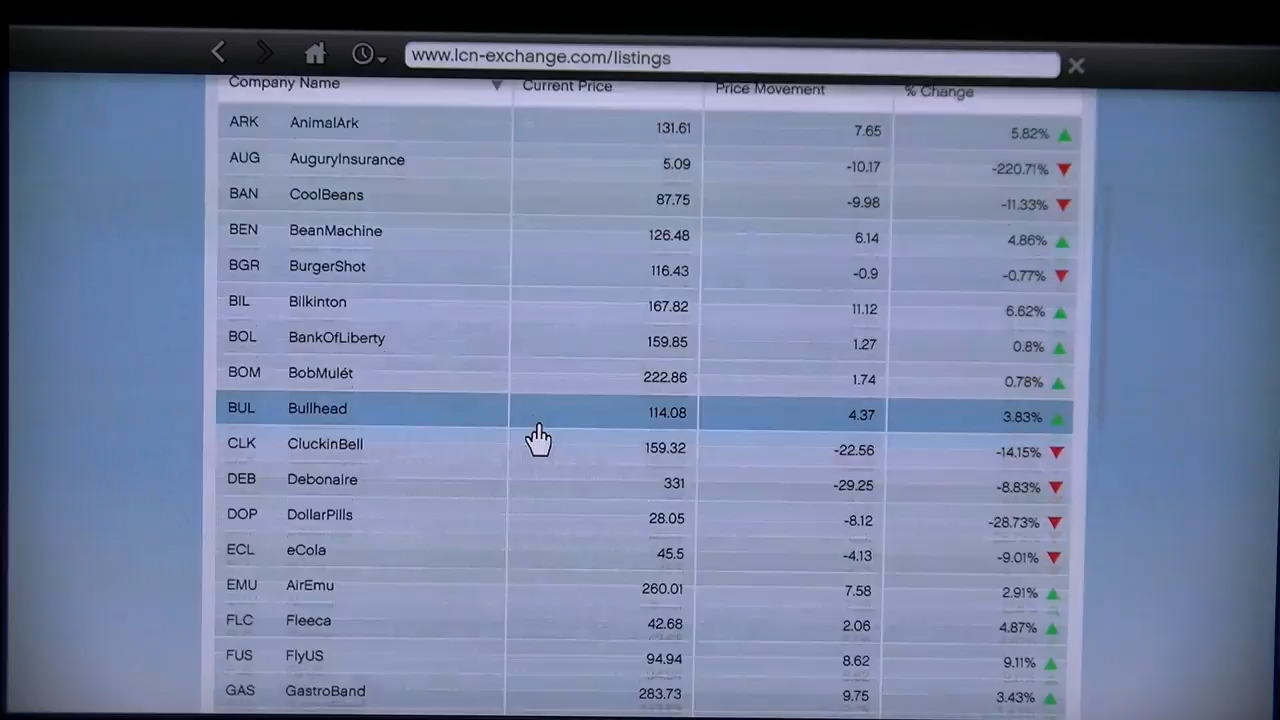 www.lcn-exchange.com/listings
Company Name Current Price Price Movement % Change
ARK AnimalArk 131.61 7.65 5.82%
AUG AuguryInsurance 5.09 -10.17 -220.71%
BAN CoolBeans 87.75 -9.98 -11.33%
BEN BeanMachine 126.48 6.14 4.86%
BGR BurgerShot 116.43 -0.9 -0.77%
BIL Bilkinton 167.82 11.12 6.62%
BOL BankOfLiberty 159.85 1.27 0.8%
BOM BobMulét 222.86 1.74 0.78%
BUL Bullhead 114.08 4.37 3.83%
CLK CluckinBell 159.32 -22.56 -14.15%
DEB Debonaire 331 -29.25 -8.83%
DOP DollarPills 28.05 -8.12 -28.73%
ECL eCola 45.5 -4.13 -9.01%
EMU AirEmu 260.01 7.58 2.91%
FLC Fleeca 42.68 2.06 4.87%
FUS FlyUS 94.94 8.62 9.11%
GAS GastroBand 283.73 9.75 3.43%